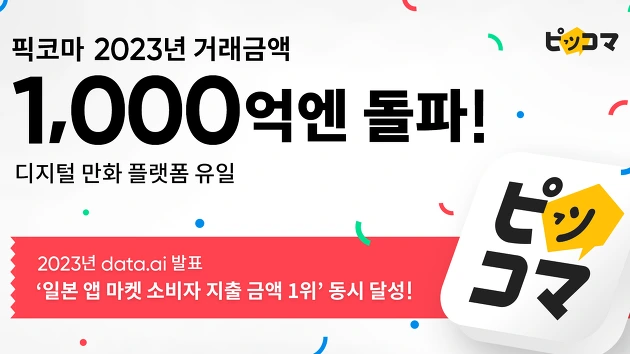 픽코마 2023년 거래금액
ピッコマ
1,000억엔 돌파!
디지털 만화 플랫폼 유일
2023년 data.ai 발표
‘일본 앱 마켓 소비자 지출 금액 1위’ 동시 달성!
ピッ
コマ